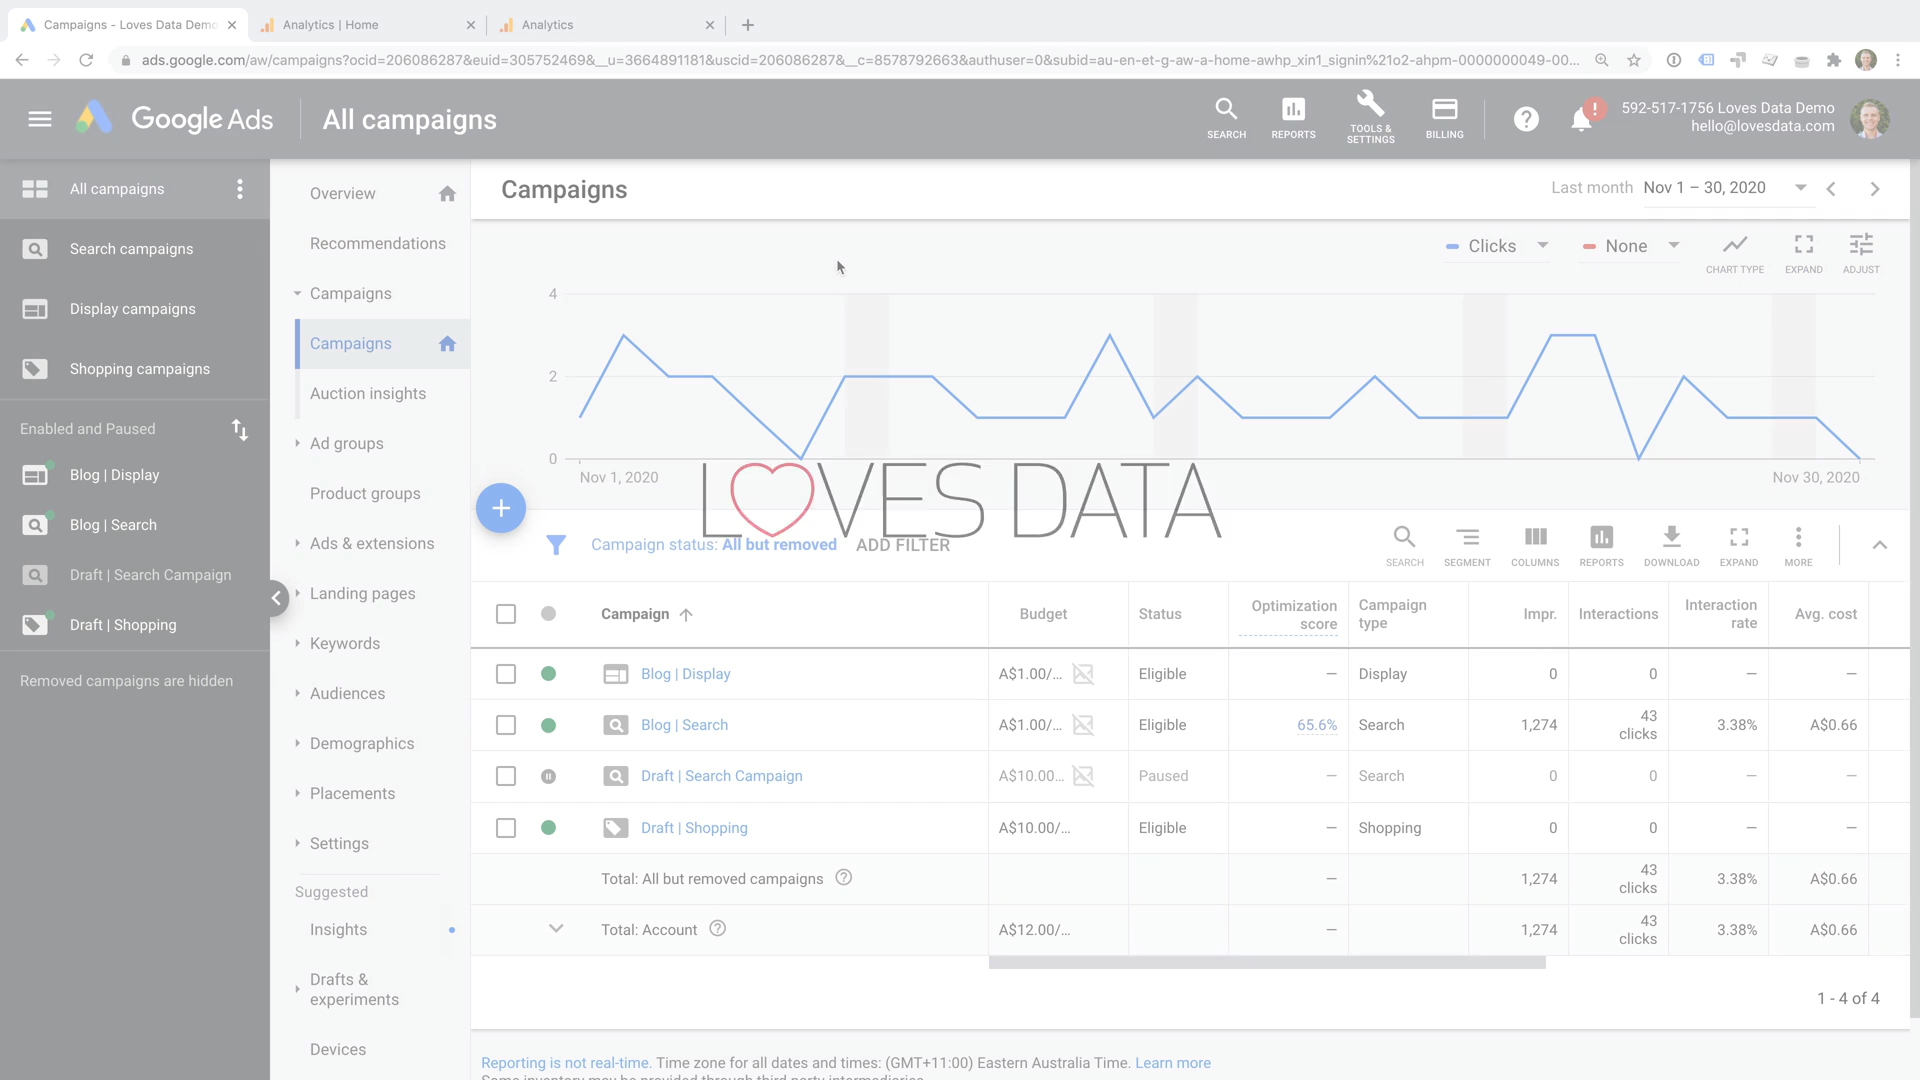 Campaigns - Loves Data Demo
Analytics | Home
Analytics
ads.google.com/aw/campaigns?ocid=206086287&euid=305752469&__u=3664891181&uscid=206086287&__c=8578792663&authuser=0&subid=au-en-et-g-aw-a-home-awhp_xin1_signin%21o2-ahpm-0000000049-00...
Google Ads
All campaigns
SEARCH
REPORTS
TOOLS & SETTINGS
BILLING
592-517-1756 Loves Data Demo
hello@lovesdata.com
All campaigns
Search campaigns
Display campaigns
Shopping campaigns
Enabled and Paused
Blog | Display
Blog | Search
Draft | Search Campaign
Draft | Shopping
Removed campaigns are hidden
Overview
Recommendations
Campaigns
Campaigns
Auction insights
Ad groups
Product groups
Ads & extensions
Landing pages
Keywords
Audiences
Demographics
Placements
Settings
Suggested
Insights
Drafts &
experiments
Devices
Campaigns
Last month Nov 1 – 30, 2020
Clicks
None
CHART TYPE
EXPAND
ADJUST
4
2
0
Nov 1, 2020
Nov 30, 2020
LOVES DATA
Campaign status: All but removed
ADD FILTER
SEARCH
SEGMENT
COLUMNS
REPORTS
DOWNLOAD
EXPAND
MORE
Campaign Budget Status Optimization score Campaign type Impr. Interactions Interaction rate Avg. cost
Blog | Display A$1.00/... Eligible — Display 0 0 — —
Blog | Search A$1.00/... Eligible 65.6% Search 1,274 43 clicks 3.38% A$0.66
Draft | Search Campaign A$10.00... Paused — Search 0 0 — —
Draft | Shopping A$10.00/... Eligible — Shopping 0 0 — —
Total: All but removed campaigns — 1,274 43 clicks 3.38% A$0.66
Total: Account A$12.00/... — 1,274 43 clicks 3.38% A$0.66
1 - 4 of 4
Reporting is not real-time. Time zone for all dates and times: (GMT+11:00) Eastern Australia Time. Learn more
Some inventory may be provided through third party intermediaries.